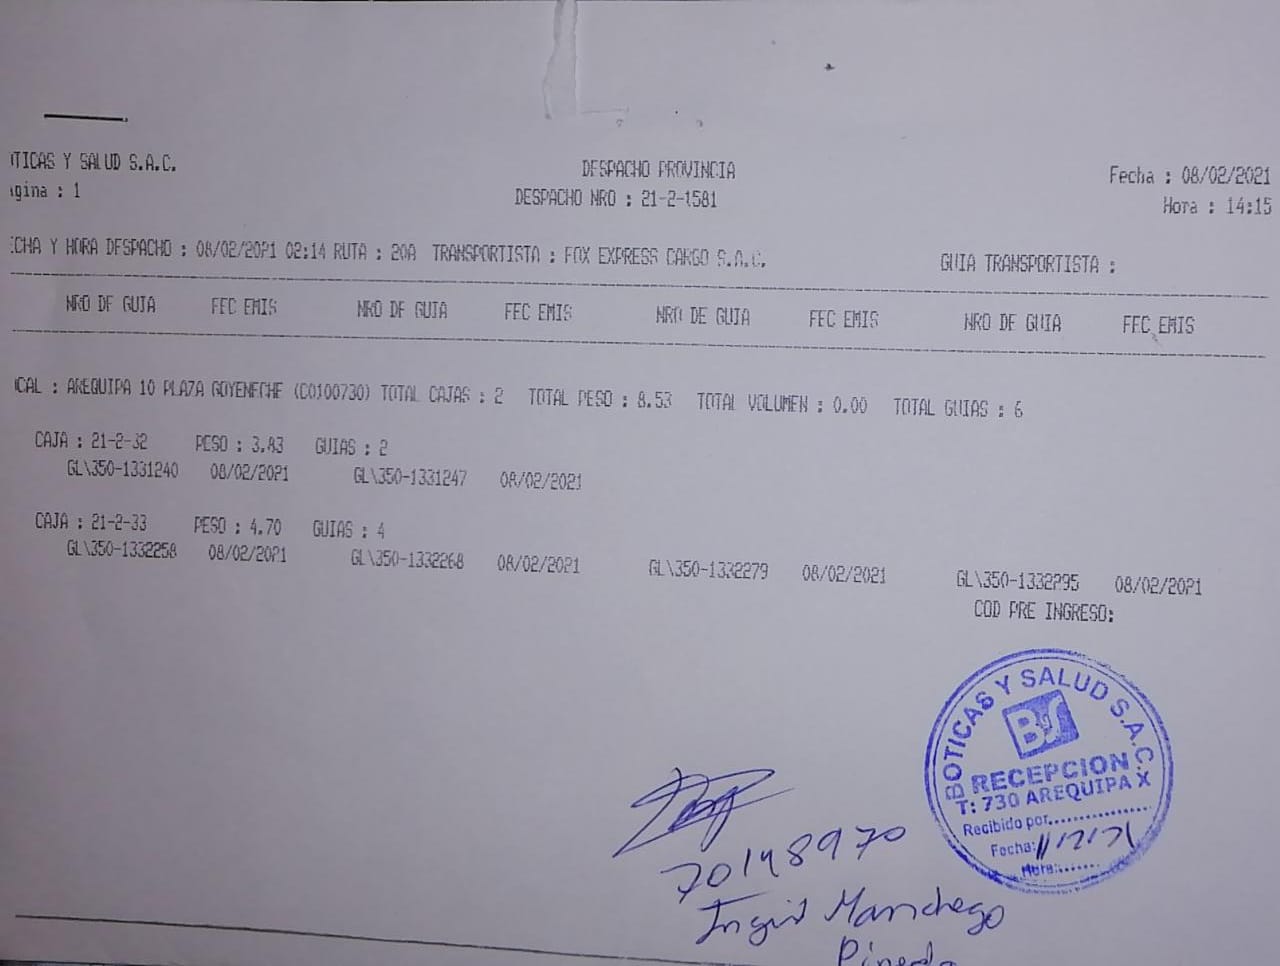 TICAS Y SALUD S.A.C.
DESPACHO PROVINCIA
Fecha : 08/02/2021
gina : 1
DESPACHO NRO : 21-2-1581
Hora : 14:15
ECHA Y HORA DESPACHO : 08/02/2021 02:14 RUTA : 20A TRANSPORTISTA : FOX EXPRESS CARGO S.A.C.
GUIA TRANSPORTISTA :
NRO DE GUIA FEC EMIS NRO DE GUIA FEC EMIS NRO DE GUIA FEC EMIS NRO DE GUIA FEC EMIS
OCAL : AREQUIPA 10 PLAZA GOYENECHE (C0100730) TOTAL CAJAS : 2 TOTAL PESO : 8.53 TOTAL VOLUMEN : 0.00 TOTAL GUIAS : 6
CAJA : 21-2-32 PESO : 3.83 GUIAS : 2
GL\350-1331240 08/02/2021 GL\350-1331247 08/02/2021
CAJA : 21-2-33 PESO : 4.70 GUIAS : 4
GL\350-1332258 08/02/2021 GL\350-1332268 08/02/2021 GL\350-1332279 08/02/2021 GL\350-1332295 08/02/2021
COD PRE INGRESO:
BOTICAS Y SALUD S.A.C.
BS
RECEPCION
T: 730 AREQUIPA X
Recibido por
Fecha: 11/2/21
Hora:
70148970
Ingrid Manchego
Pineda